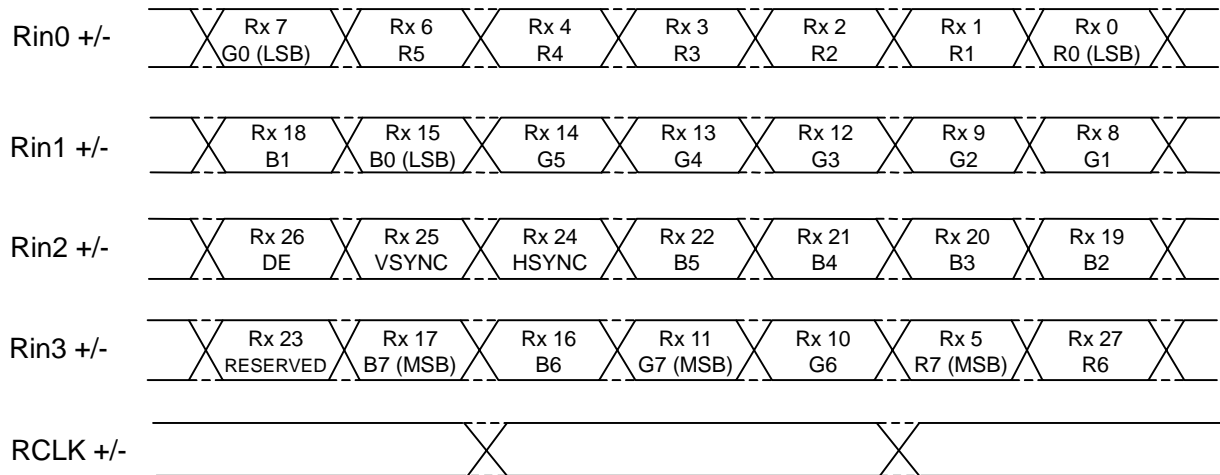 Rin0 +/-
Rx 7 Rx 6 Rx 4 Rx 3 Rx 2 Rx 1 Rx 0
G0 (LSB) R5 R4 R3 R2 R1 R0 (LSB)
Rin1 +/-
Rx 18 Rx 15 Rx 14 Rx 13 Rx 12 Rx 9 Rx 8
B1 B0 (LSB) G5 G4 G3 G2 G1
Rin2 +/-
Rx 26 Rx 25 Rx 24 Rx 22 Rx 21 Rx 20 Rx 19
DE VSYNC HSYNC B5 B4 B3 B2
Rin3 +/-
Rx 23 Rx 17 Rx 16 Rx 11 Rx 10 Rx 5 Rx 27
RESERVED B7 (MSB) B6 G7 (MSB) G6 R7 (MSB) R6
RCLK +/-